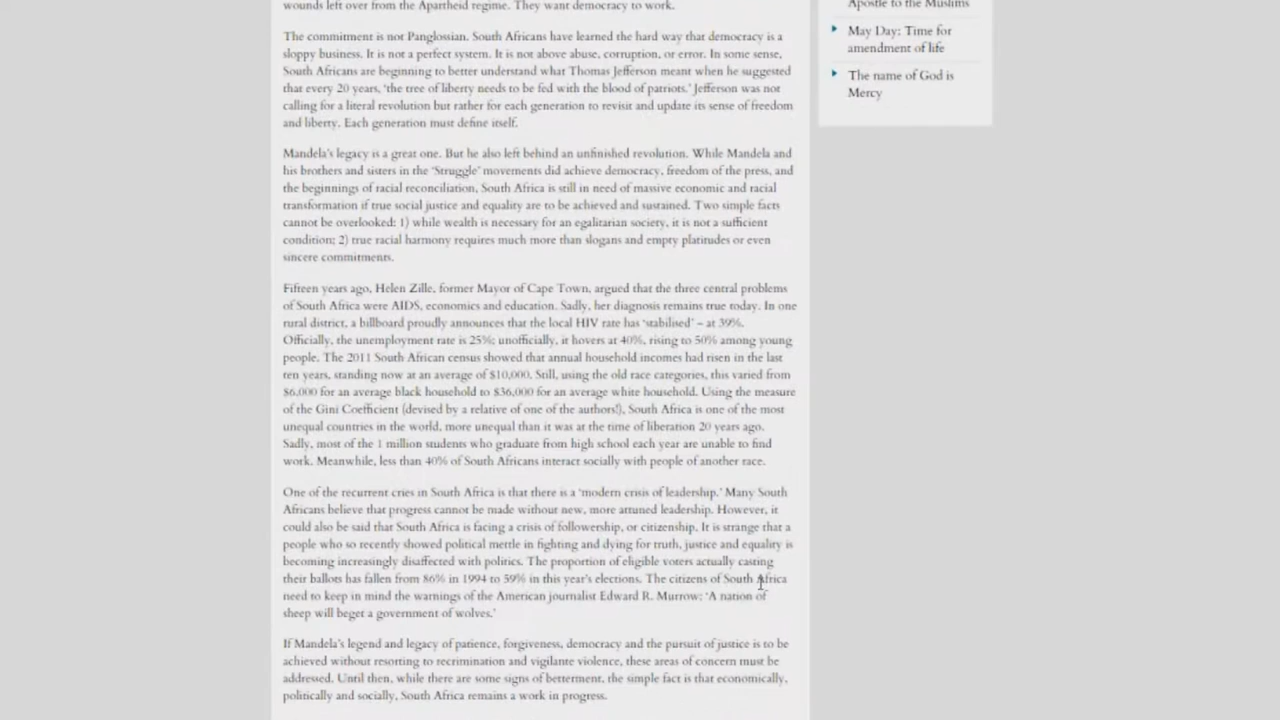 wounds left over from the Apartheid regime. They want democracy to work.
The commitment is not Panglossian. South Africans have learned the hard way that democracy is a
sloppy business. It is not a perfect system. It is not above abuse, corruption, or error. In some sense,
South Africans are beginning to better understand what Thomas Jefferson meant when he suggested
that every 20 years, 'the tree of liberty needs to be fed with the blood of patriots.' Jefferson was not
calling for a literal revolution but rather for each generation to revisit and update its sense of freedom
and liberty. Each generation must define itself.
Mandela's legacy is a great one. But he also left behind an unfinished revolution. While Mandela and
his brothers and sisters in the 'Struggle' movements did achieve democracy, freedom of the press, and
the beginnings of racial reconciliation, South Africa is still in need of massive economic and racial
transformation if true social justice and equality are to be achieved and sustained. Two simple facts
cannot be overlooked: 1) while wealth is necessary for an egalitarian society, it is not a sufficient
condition; 2) true racial harmony requires much more than slogans and empty platitudes or even
sincere commitments.
Fifteen years ago, Helen Zille, former Mayor of Cape Town, argued that the three central problems
of South Africa were AIDS, economics and education. Sadly, her diagnosis remains true today. In one
rural district, a billboard proudly announces that the local HIV rate has 'stabilised' – at 39%.
Officially, the unemployment rate is 25%; unofficially, it hovers at 40%, rising to 50% among young
people. The 2011 South African census showed that annual household incomes had risen in the last
ten years, standing now at an average of $10,000. Still, using the old race categories, this varied from
$6,000 for an average black household to $36,000 for an average white household. Using the measure
of the Gini Coefficient (devised by a relative of one of the authors!), South Africa is one of the most
unequal countries in the world, more unequal than it was at the time of liberation 20 years ago.
Sadly, most of the 1 million students who graduate from high school each year are unable to find
work. Meanwhile, less than 40% of South Africans interact socially with people of another race.
One of the recurrent cries in South Africa is that there is a 'modern crisis of leadership.' Many South
Africans believe that progress cannot be made without new, more attuned leadership. However, it
could also be said that South Africa is facing a crisis of followership, or citizenship. It is strange that a
people who so recently showed political mettle in fighting and dying for truth, justice and equality is
becoming increasingly disaffected with politics. The proportion of eligible voters actually casting
their ballots has fallen from 86% in 1994 to 59% in this year's elections. The citizens of South Africa
need to keep in mind the warnings of the American journalist Edward R. Murrow: 'A nation of
sheep will beget a government of wolves.'
If Mandela's legend and legacy of patience, forgiveness, democracy and the pursuit of justice is to be
achieved without resorting to recrimination and vigilante violence, these areas of concern must be
addressed. Until then, while there are some signs of betterment, the simple fact is that economically,
politically and socially, South Africa remains a work in progress.
Apostle to the Muslims
May Day: Time for
amendment of life
The name of God is
Mercy